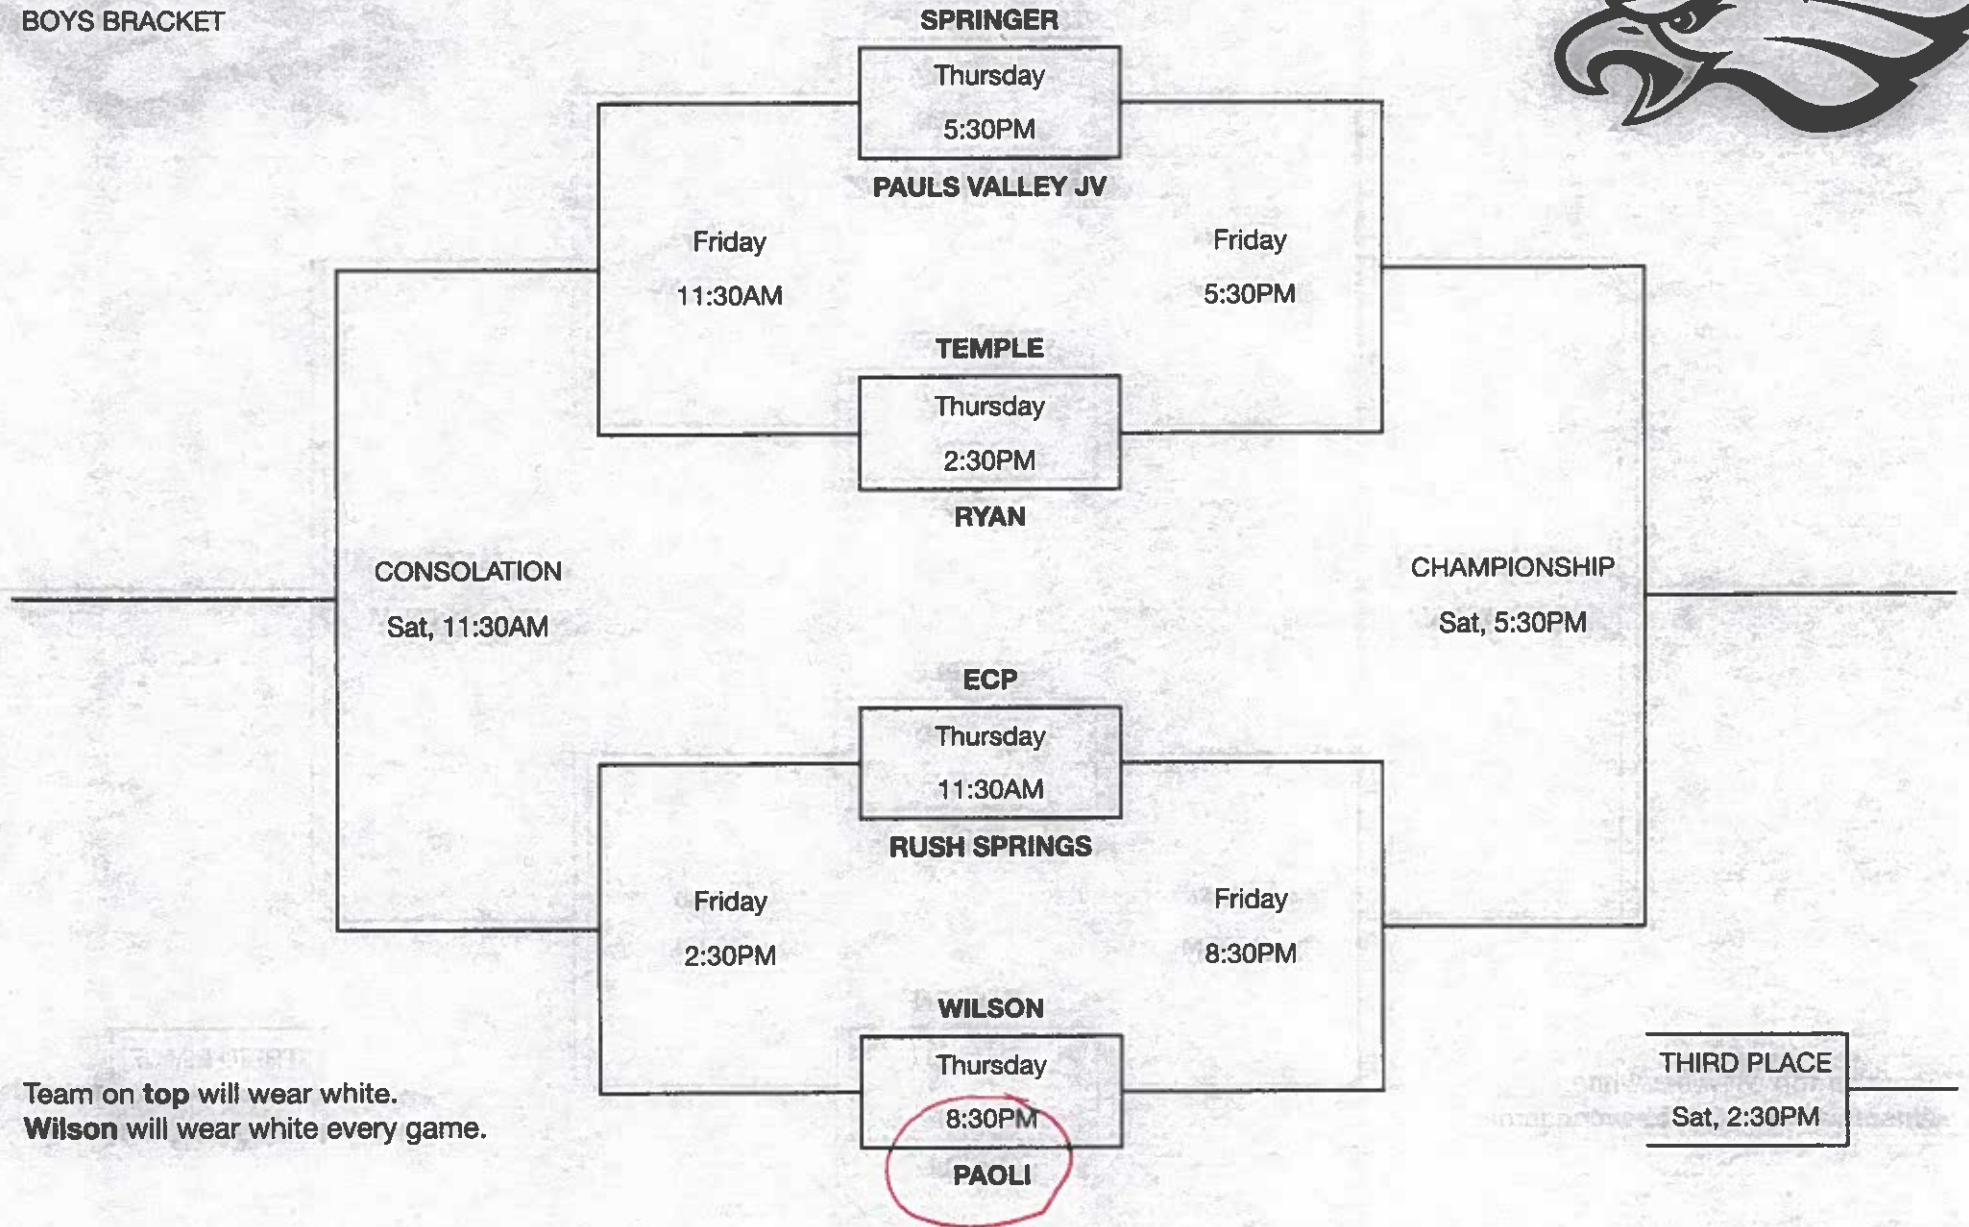 BOYS BRACKET
SPRINGER
Thursday
5:30PM
PAULS VALLEY JV
Friday
11:30AM
Friday
5:30PM
TEMPLE
Thursday
2:30PM
RYAN
CONSOLATION
Sat, 11:30AM
CHAMPIONSHIP
Sat, 5:30PM
ECP
Thursday
11:30AM
RUSH SPRINGS
Friday
2:30PM
Friday
8:30PM
WILSON
Thursday
8:30PM
PAOLI
Team on top will wear white.
Wilson will wear white every game.
THIRD PLACE
Sat, 2:30PM